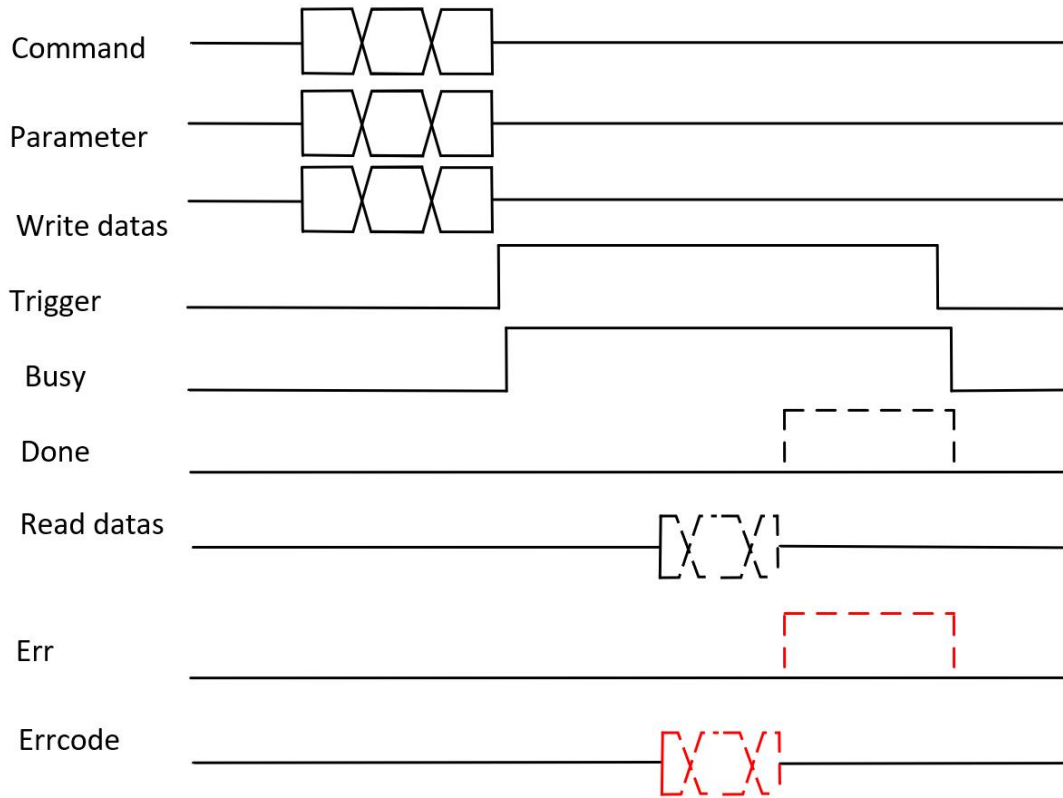 Command
Parameter
Write datas
Trigger
Busy
Done
Read datas
Err
Errcode